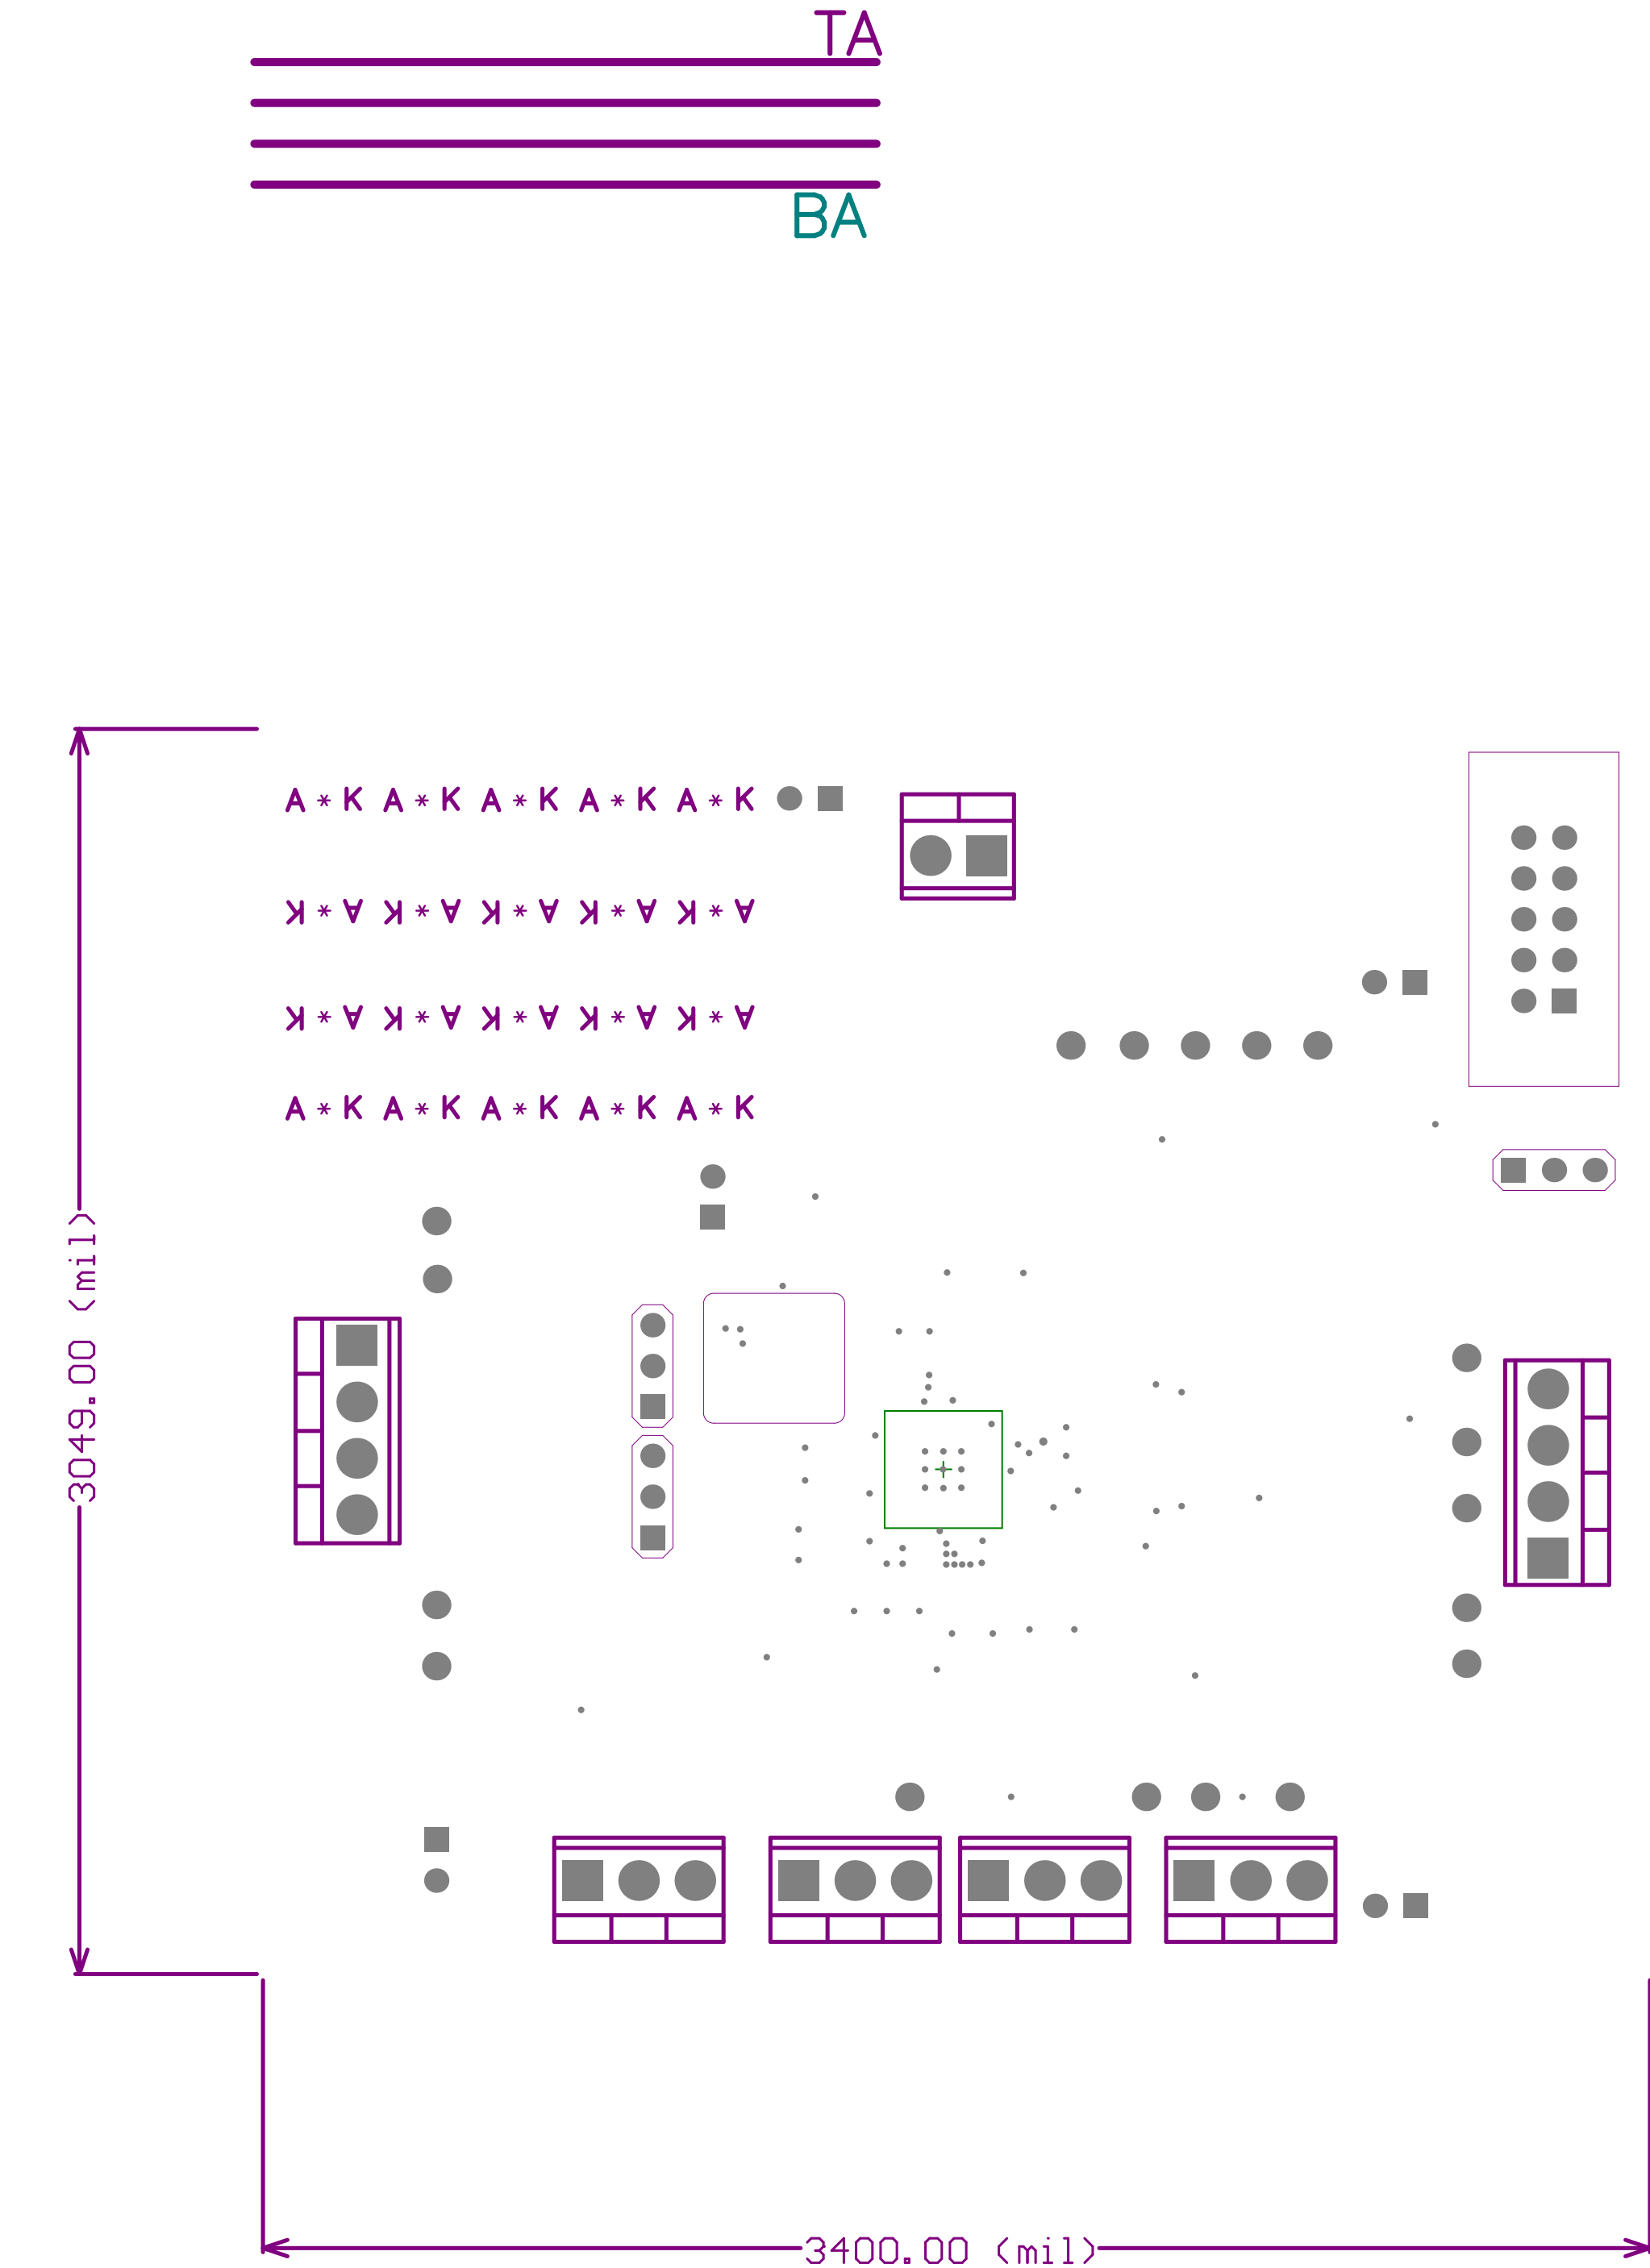 TA
BA
A * K A * K A * K A * K A * K
K * A K * A K * A K * A K * A
K * A K * A K * A K * A K * A
A * K A * K A * K A * K A * K
3049.00 (mil)
3400.00 (mil)